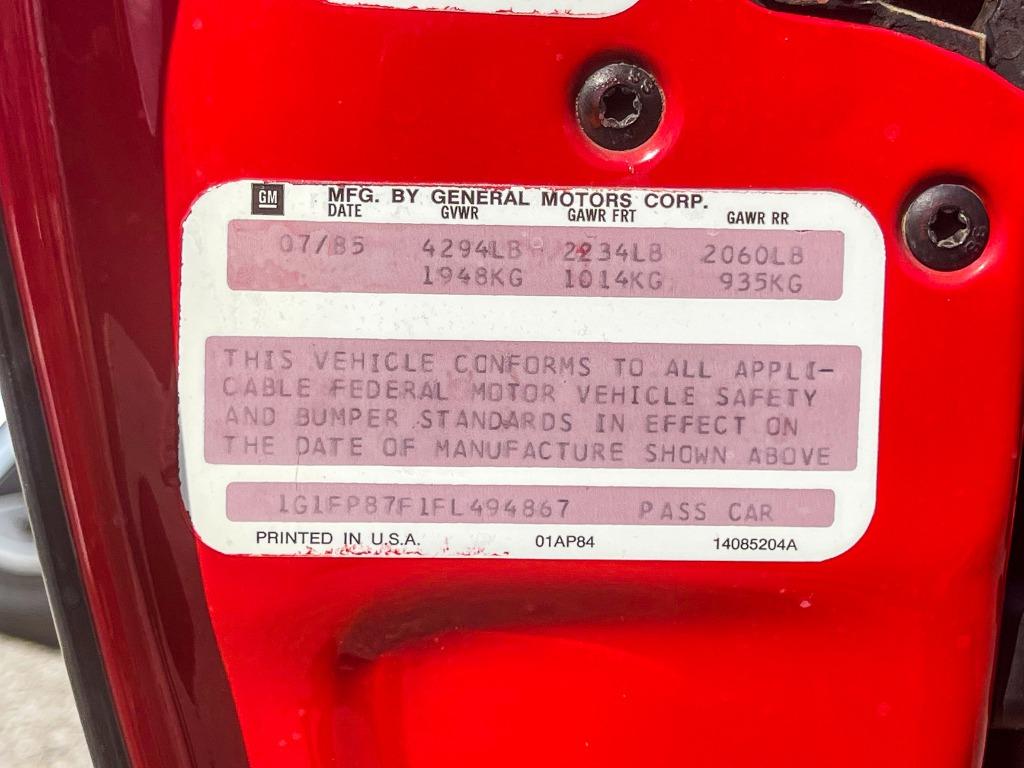 GM MFG. BY GENERAL MOTORS CORP.
DATE GVWR GAWR FRT GAWR RR
07/85 4294LB 2234LB 2060LB
1948KG 1014KG 935KG
THIS VEHICLE CONFORMS TO ALL APPLI-
CABLE FEDERAL MOTOR VEHICLE SAFETY
AND BUMPER STANDARDS IN EFFECT ON
THE DATE OF MANUFACTURE SHOWN ABOVE
1G1FP87F1FL494867 PASS CAR
PRINTED IN U.S.A. 01AP84 14085204A